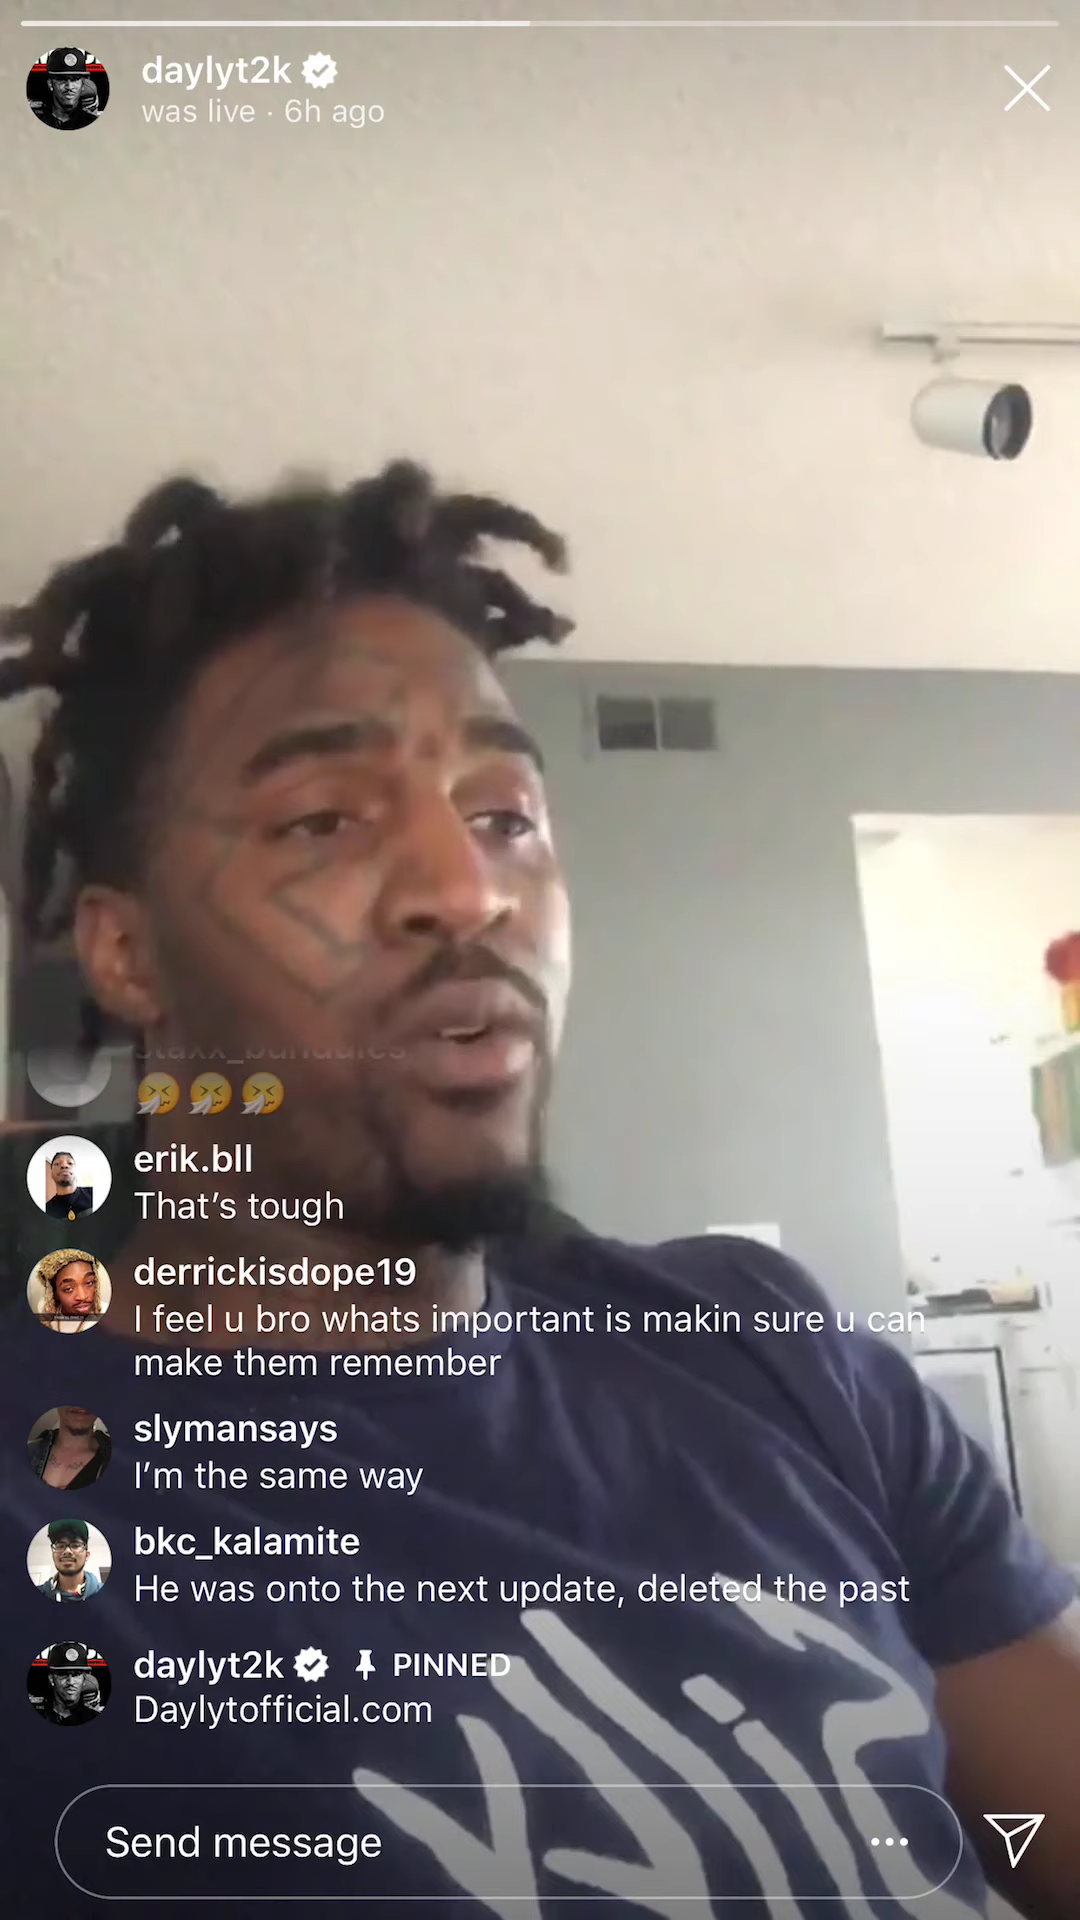 daylyt2k
was live · 6h ago
staxx_bunddles
🤧🤧🤧
erik.bll
That's tough
derrickisdope19
I feel u bro whats important is makin sure u can
make them remember
slymansays
I'm the same way
bkc_kalamite
He was onto the next update, deleted the past
daylyt2k PINNED
Daylytofficial.com
Send message